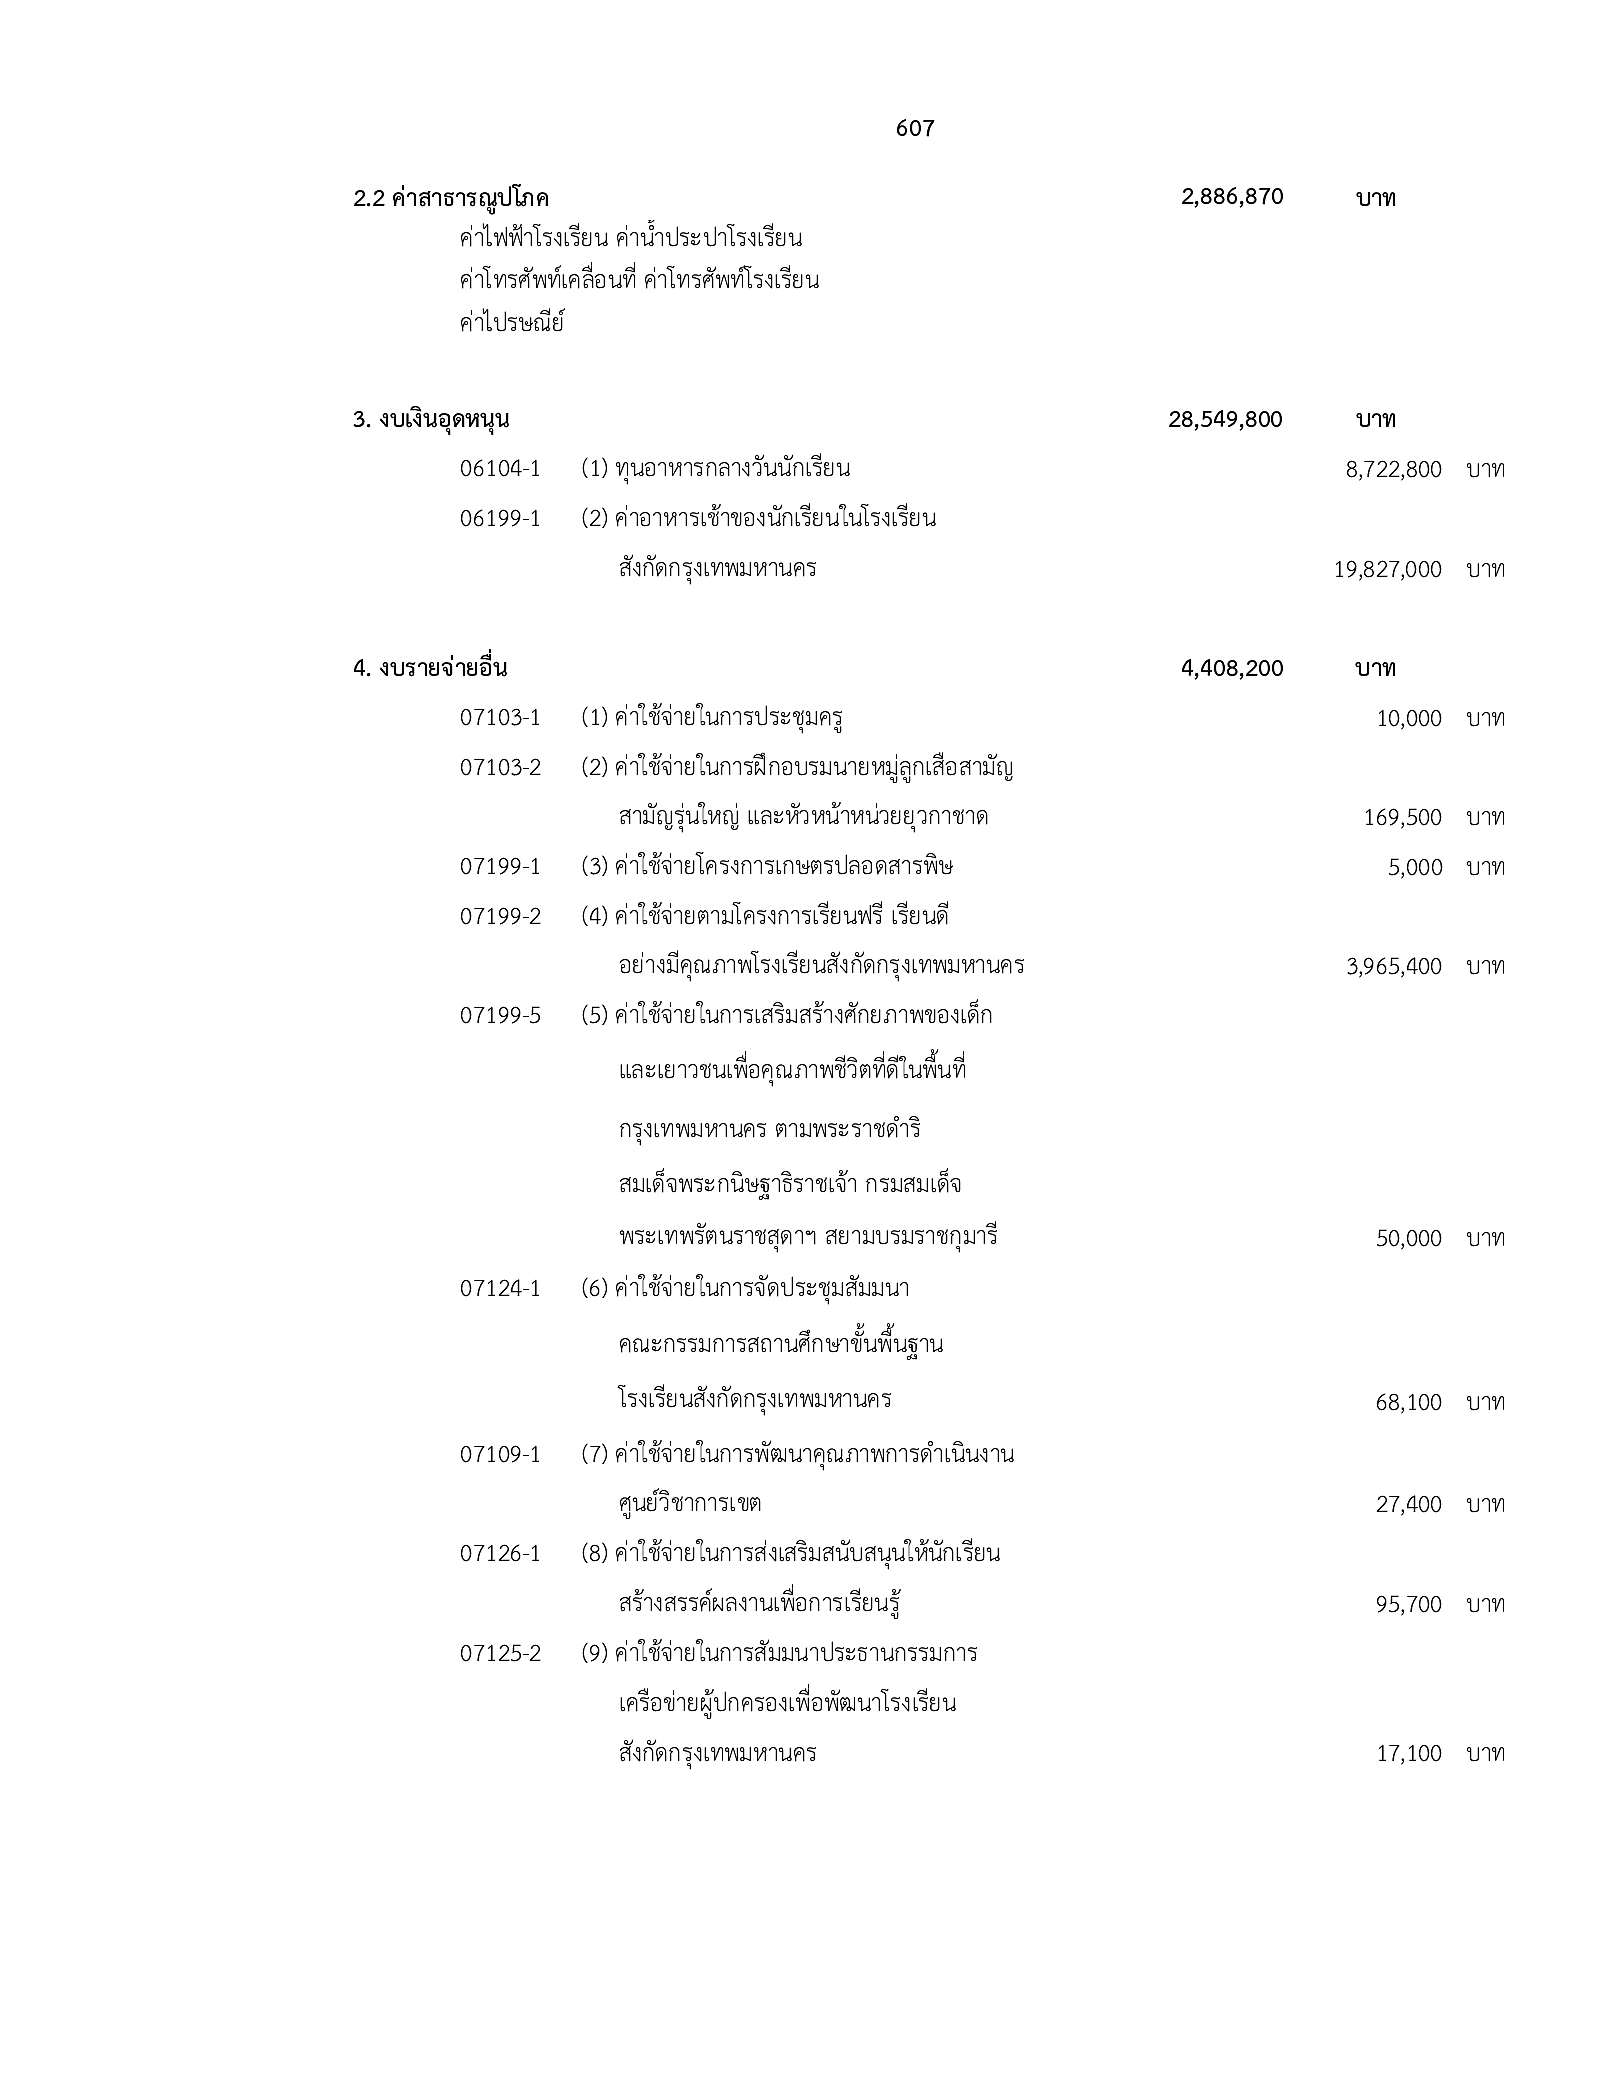 607
2.2 ค่าสาธารณูปโภค 2,886,870 บาท
ค่าไฟฟ้าโรงเรียน ค่าน้ำประปาโรงเรียน
ค่าโทรศัพท์เคลื่อนที่ ค่าโทรศัพท์โรงเรียน
ค่าไปรษณีย์
3. งบเงินอุดหนุน 28,549,800 บาท
06104-1 (1) ทุนอาหารกลางวันนักเรียน 8,722,800 บาท
06199-1 (2) ค่าอาหารเช้าของนักเรียนในโรงเรียน
สังกัดกรุงเทพมหานคร 19,827,000 บาท
4. งบรายจ่ายอื่น 4,408,200 บาท
07103-1 (1) ค่าใช้จ่ายในการประชุมครู 10,000 บาท
07103-2 (2) ค่าใช้จ่ายในการฝึกอบรมนายหมู่ลูกเสือสามัญ
สามัญรุ่นใหญ่ และหัวหน้าหน่วยยุวกาชาด 169,500 บาท
07199-1 (3) ค่าใช้จ่ายโครงการเกษตรปลอดสารพิษ 5,000 บาท
07199-2 (4) ค่าใช้จ่ายตามโครงการเรียนฟรี เรียนดี
อย่างมีคุณภาพโรงเรียนสังกัดกรุงเทพมหานคร 3,965,400 บาท
07199-5 (5) ค่าใช้จ่ายในการเสริมสร้างศักยภาพของเด็ก
และเยาวชนเพื่อคุณภาพชีวิตที่ดีในพื้นที่
กรุงเทพมหานคร ตามพระราชดำริ
สมเด็จพระกนิษฐาธิราชเจ้า กรมสมเด็จ
พระเทพรัตนราชสุดาฯ สยามบรมราชกุมารี 50,000 บาท
07124-1 (6) ค่าใช้จ่ายในการจัดประชุมสัมมนา
คณะกรรมการสถานศึกษาขั้นพื้นฐาน
โรงเรียนสังกัดกรุงเทพมหานคร 68,100 บาท
07109-1 (7) ค่าใช้จ่ายในการพัฒนาคุณภาพการดำเนินงาน
ศูนย์วิชาการเขต 27,400 บาท
07126-1 (8) ค่าใช้จ่ายในการส่งเสริมสนับสนุนให้นักเรียน
สร้างสรรค์ผลงานเพื่อการเรียนรู้ 95,700 บาท
07125-2 (9) ค่าใช้จ่ายในการสัมมนาประธานกรรมการ
เครือข่ายผู้ปกครองเพื่อพัฒนาโรงเรียน
สังกัดกรุงเทพมหานคร 17,100 บาท